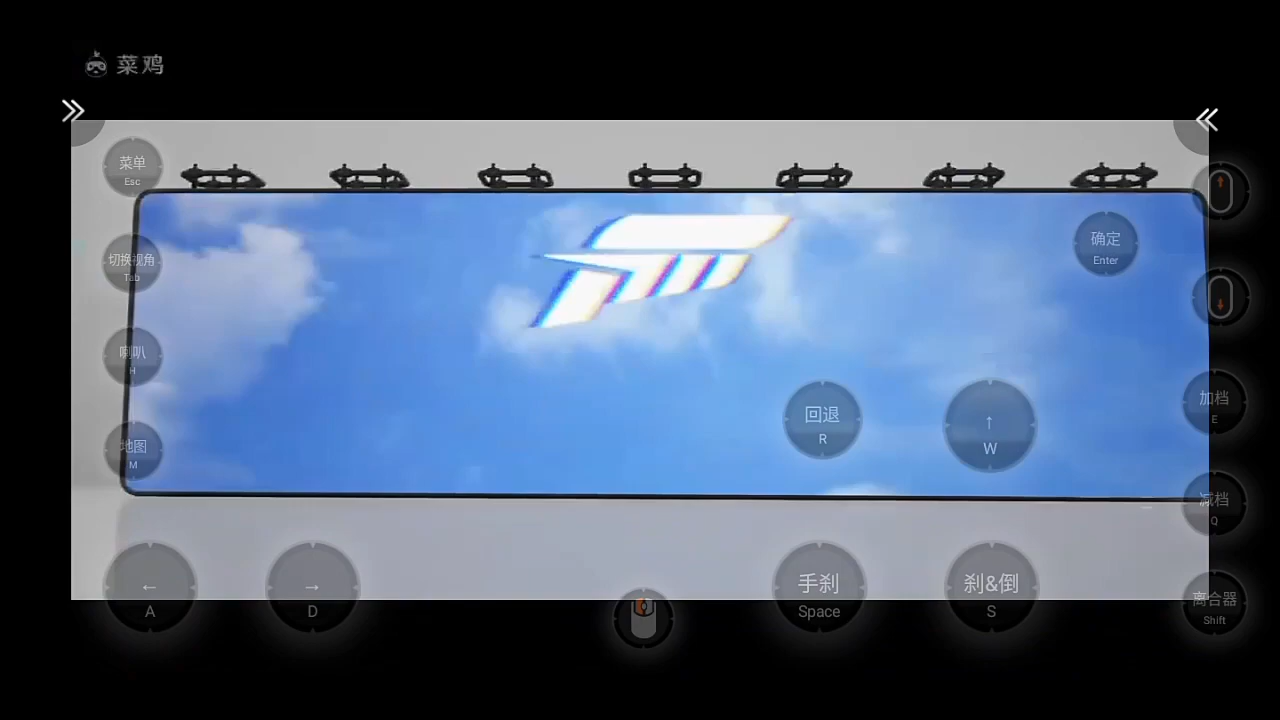 菜鸡
菜单
Esc
切换视角
Tab
喇叭
H
地图
M
确定
Enter
回退
R
↑
W
加档
E
减档
Q
←
A
→
D
手刹
Space
刹&倒
S
离合器
Shift